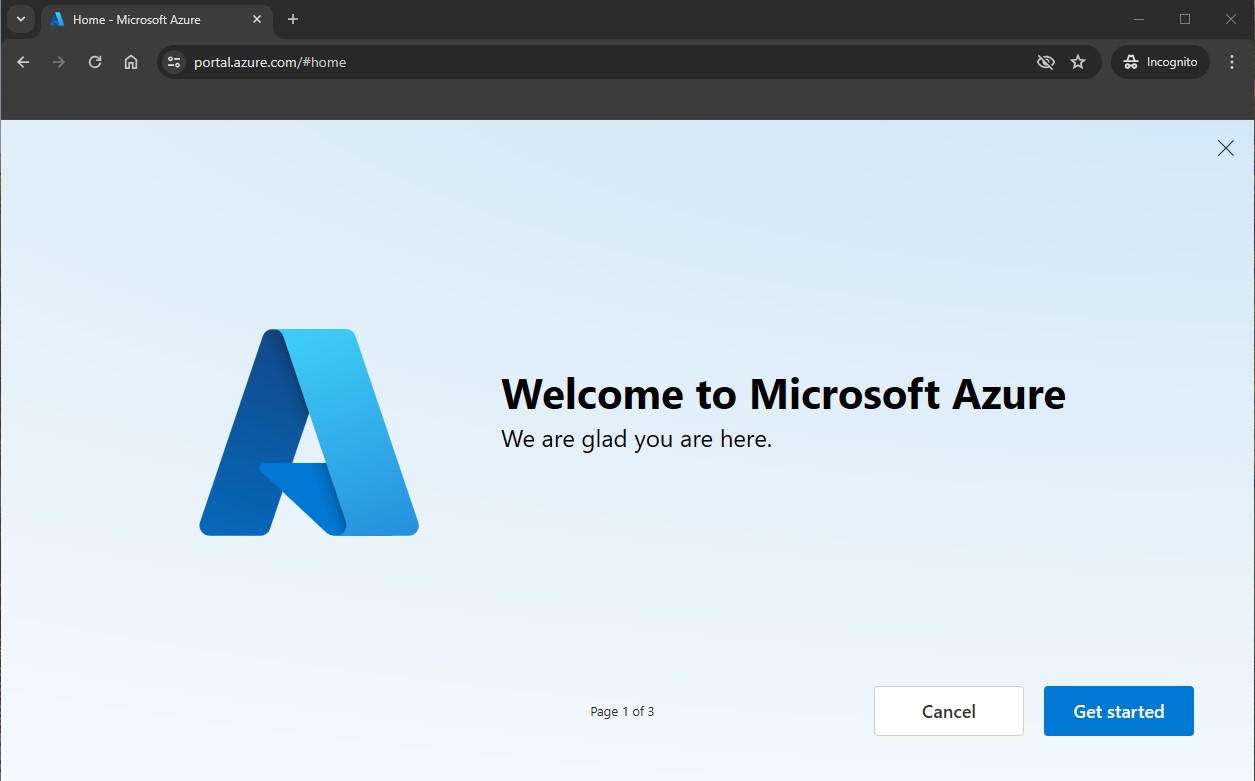 Home - Microsoft Azure
portal.azure.com/#home
Incognito
Welcome to Microsoft Azure
We are glad you are here.
Page 1 of 3
Cancel
Get started